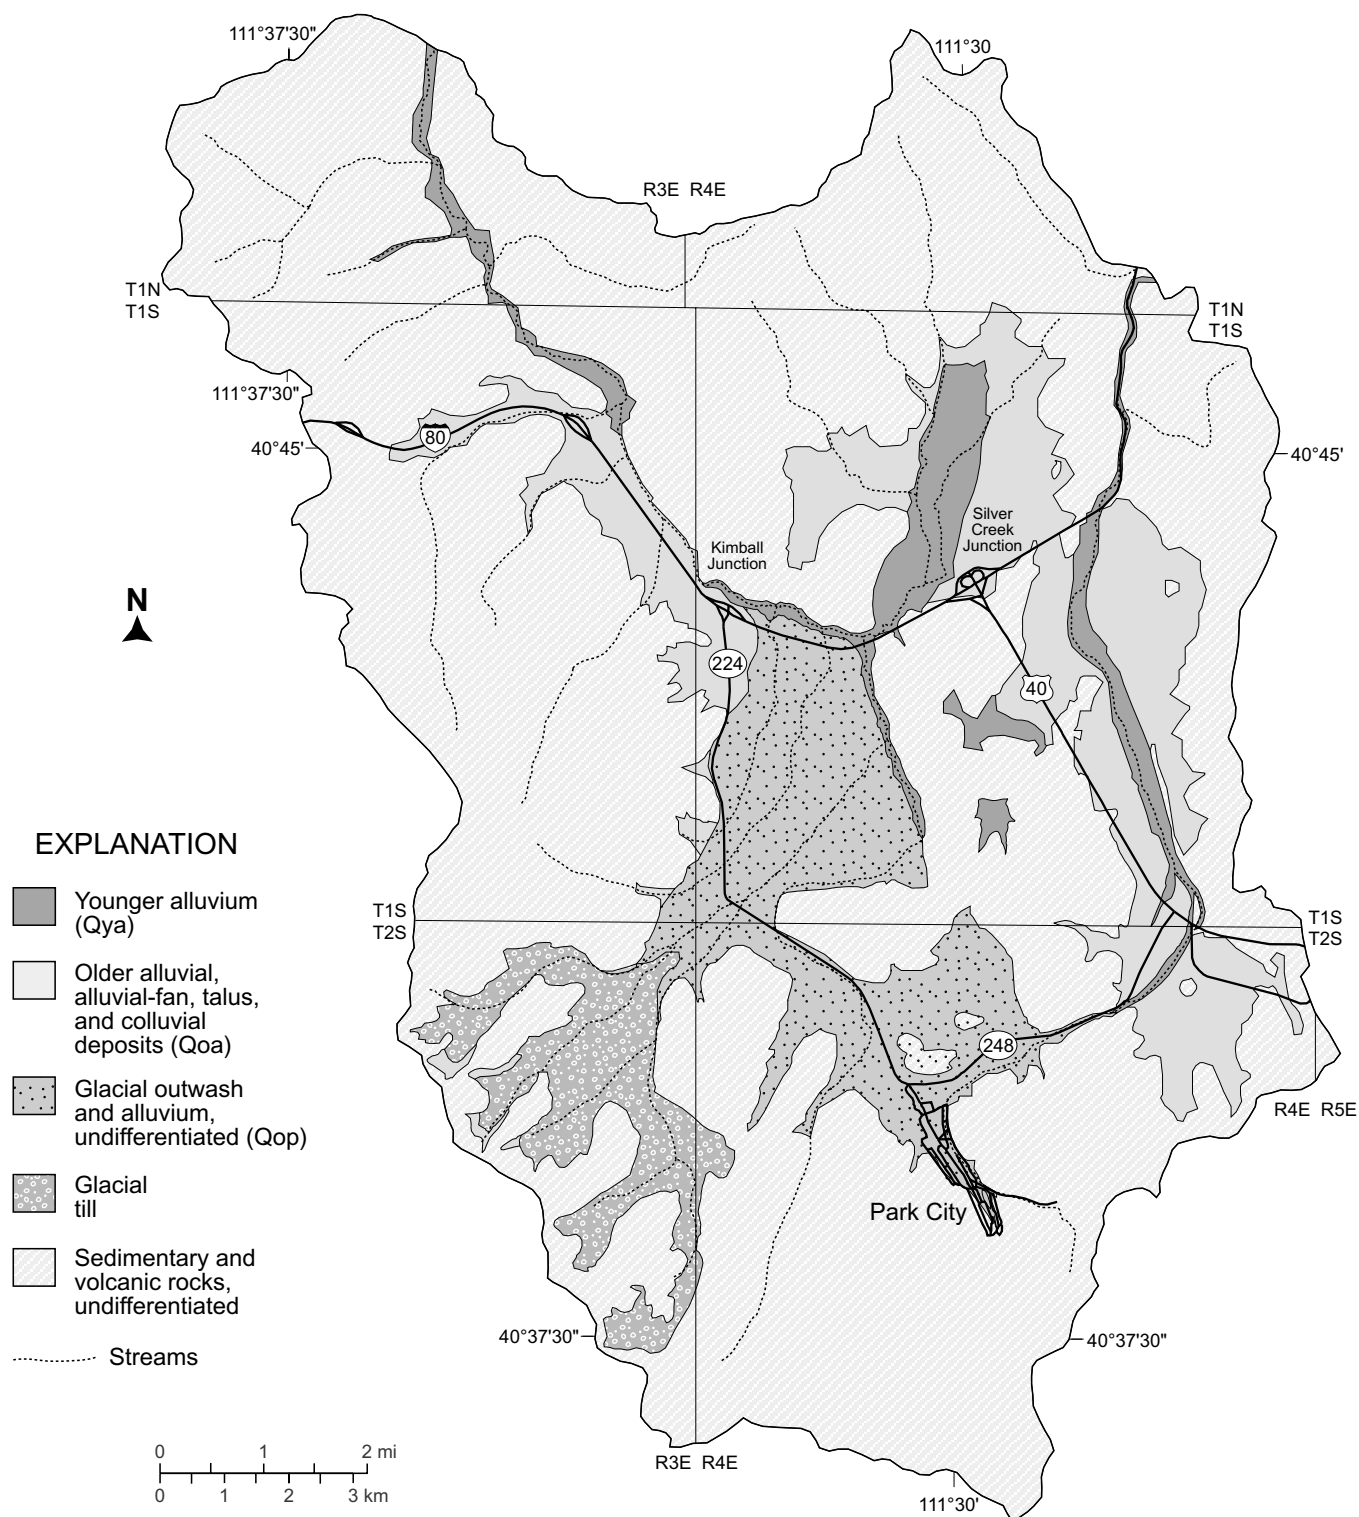 111°37'30"
111°30
R3E R4E
T1N
T1S
T1N
T1S
111°37'30"
80
40°45'
40°45'
Silver
Creek
Junction
Kimball
Junction
N
224
40
EXPLANATION
Younger alluvium
(Qya)
T1S
T2S
T1S
T2S
Older alluvial,
alluvial-fan, talus,
and colluvial
deposits (Qoa)
248
Glacial outwash
and alluvium,
undifferentiated (Qop)
R4E R5E
Glacial
till
Park City
Sedimentary and
volcanic rocks,
undifferentiated
40°37'30"
40°37'30"
Streams
0 1 2 mi
0 1 2 3 km
R3E R4E
111°30'